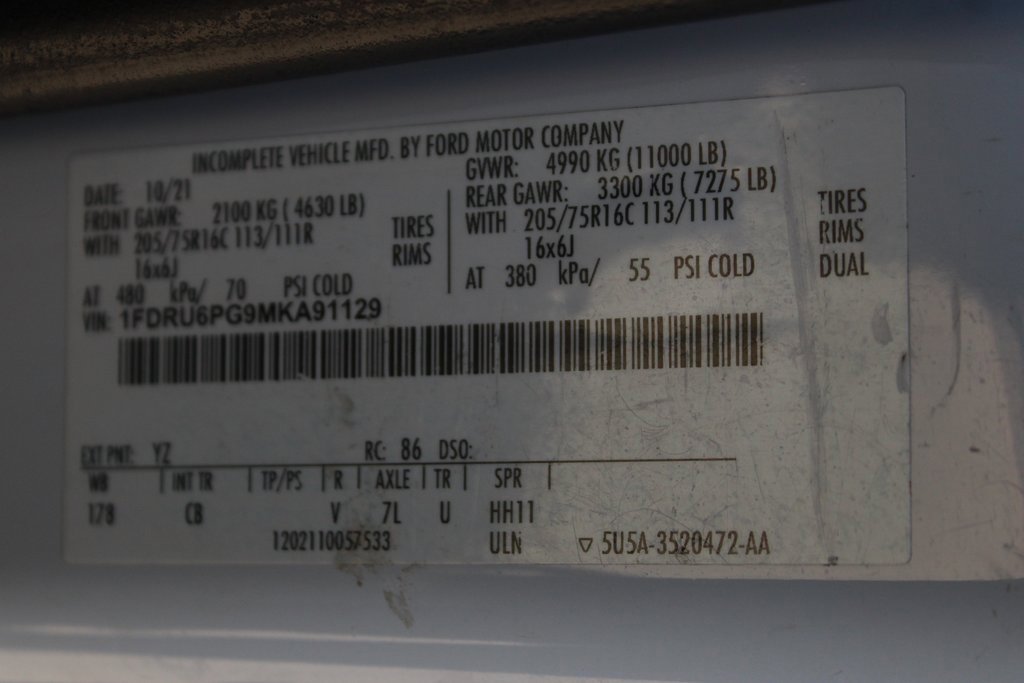 INCOMPLETE VEHICLE MFD. BY FORD MOTOR COMPANY
DATE: 10/21 GVWR: 4990 KG (11000 LB)
FRONT GAWR: 2100 KG ( 4630 LB) REAR GAWR: 3300 KG ( 7275 LB)
WITH 205/75R16C 113/111R TIRES WITH 205/75R16C 113/111R TIRES
16x6J RIMS 16x6J RIMS
AT 480 kPa/ 70 PSI COLD AT 380 kPa/ 55 PSI COLD DUAL
VIN: 1FDRU6PG9MKA91129
EXT PNT: YZ RC: 86 DSO:
WB INT TR TP/PS R AXLE TR SPR
178 CB V 7L U HH11
1202110057533 ULN ▽ 5U5A-3520472-AA